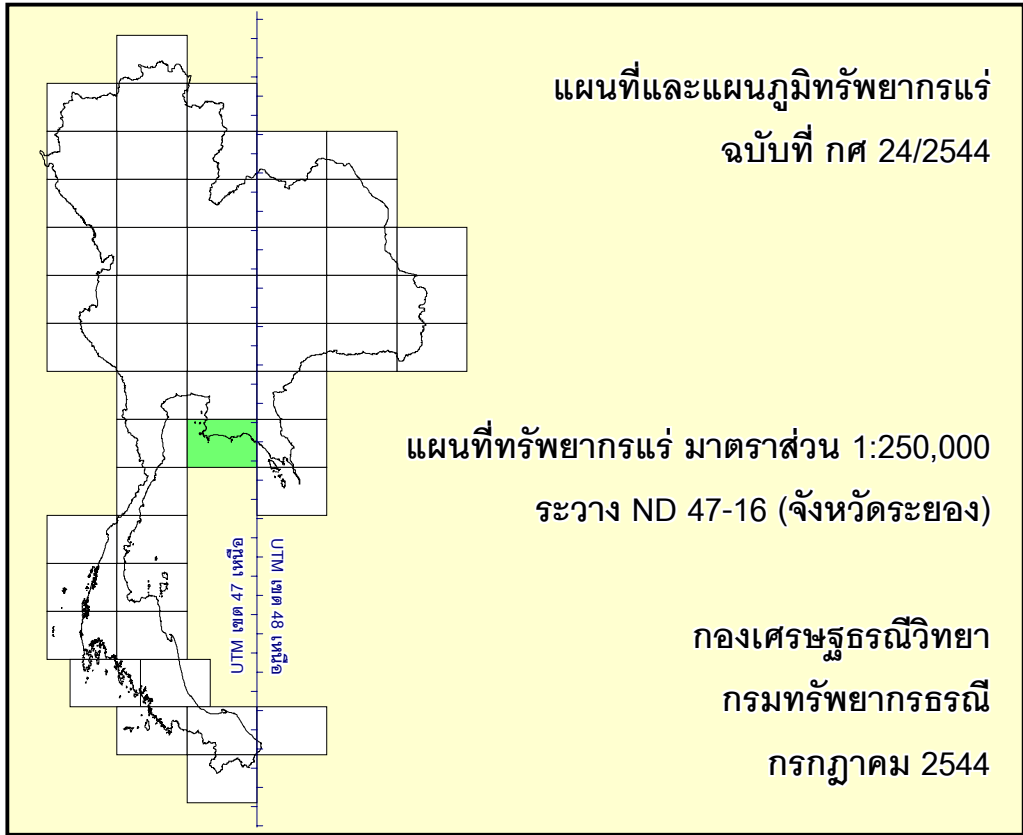 แผนที่และแผนภูมิทรัพยากรแร่
ฉบับที่ กศ 24/2544
แผนที่ทรัพยากรแร่ มาตราส่วน 1:250,000
ระวาง ND 47-16 (จังหวัดระยอง)
UTM เขต 47 เหนือ
UTM เขต 48 เหนือ
กองเศรษฐธรณีวิทยา
กรมทรัพยากรธรณี
กรกฎาคม 2544